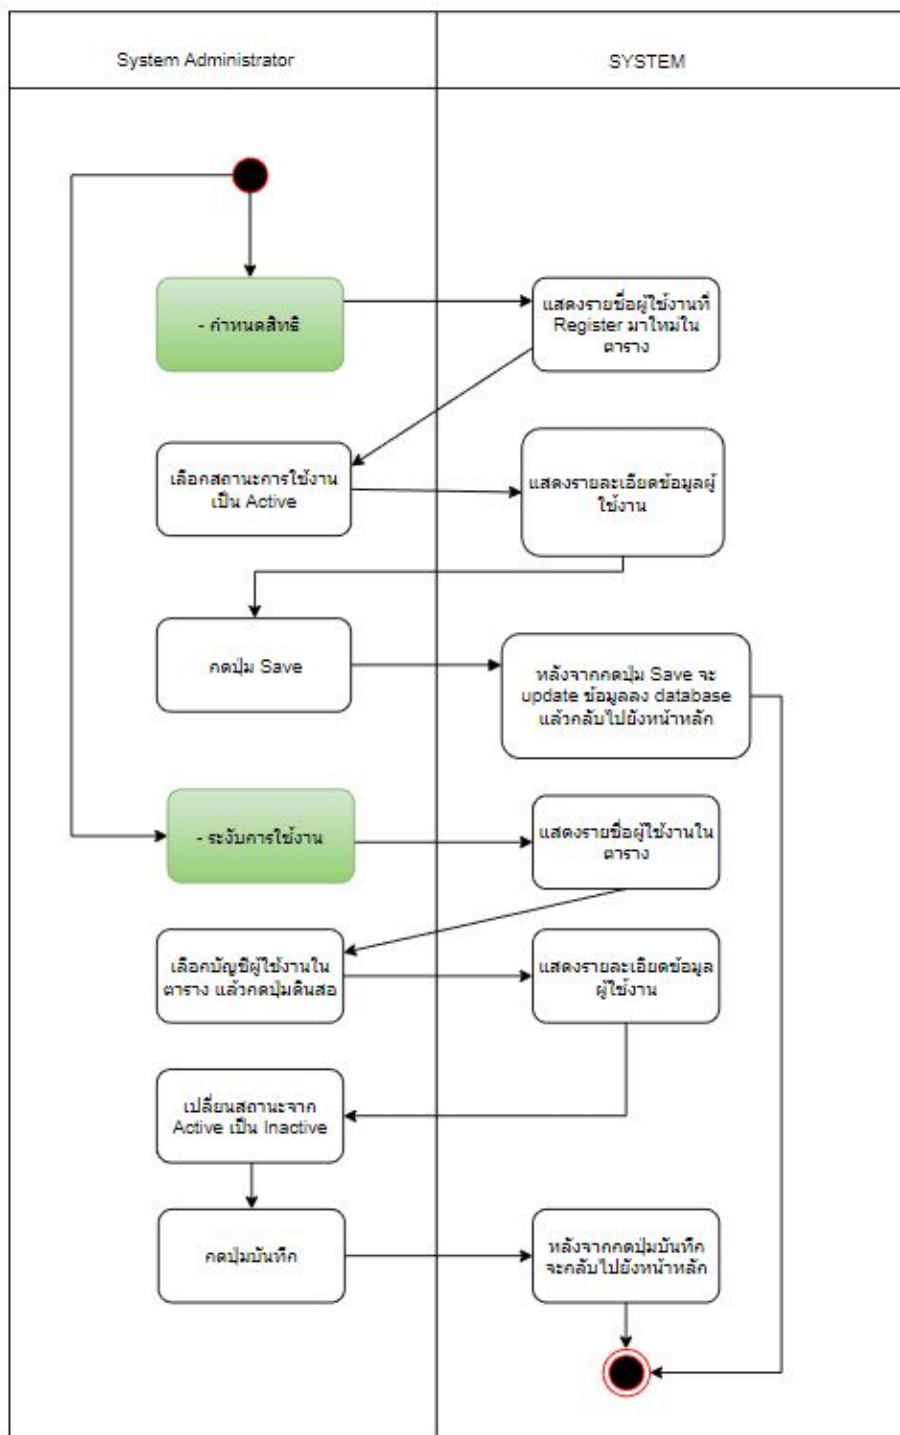 System Administrator
SYSTEM
- กำหนดสิทธิ
แสดงรายชื่อผู้ใช้งานที่
Register มาใหม่ใน
ตาราง
เลือกสถานะการใช้งาน
เป็น Active
แสดงรายละเอียดข้อมูลผู้
ใช้งาน
กดปุ่ม Save
หลังจากกดปุ่ม Save จะ
update ข้อมูลลง database
แล้วกลับไปยังหน้าหลัก
- ระงับการใช้งาน
แสดงรายชื่อผู้ใช้งานใน
ตาราง
เลือกบัญชีผู้ใช้งานใน
ตาราง แล้วกดปุ่มดินสอ
แสดงรายละเอียดข้อมูล
ผู้ใช้งาน
เปลี่ยนสถานะจาก
Active เป็น Inactive
กดปุ่มบันทึก
หลังจากกดปุ่มบันทึก
จะกลับไปยังหน้าหลัก